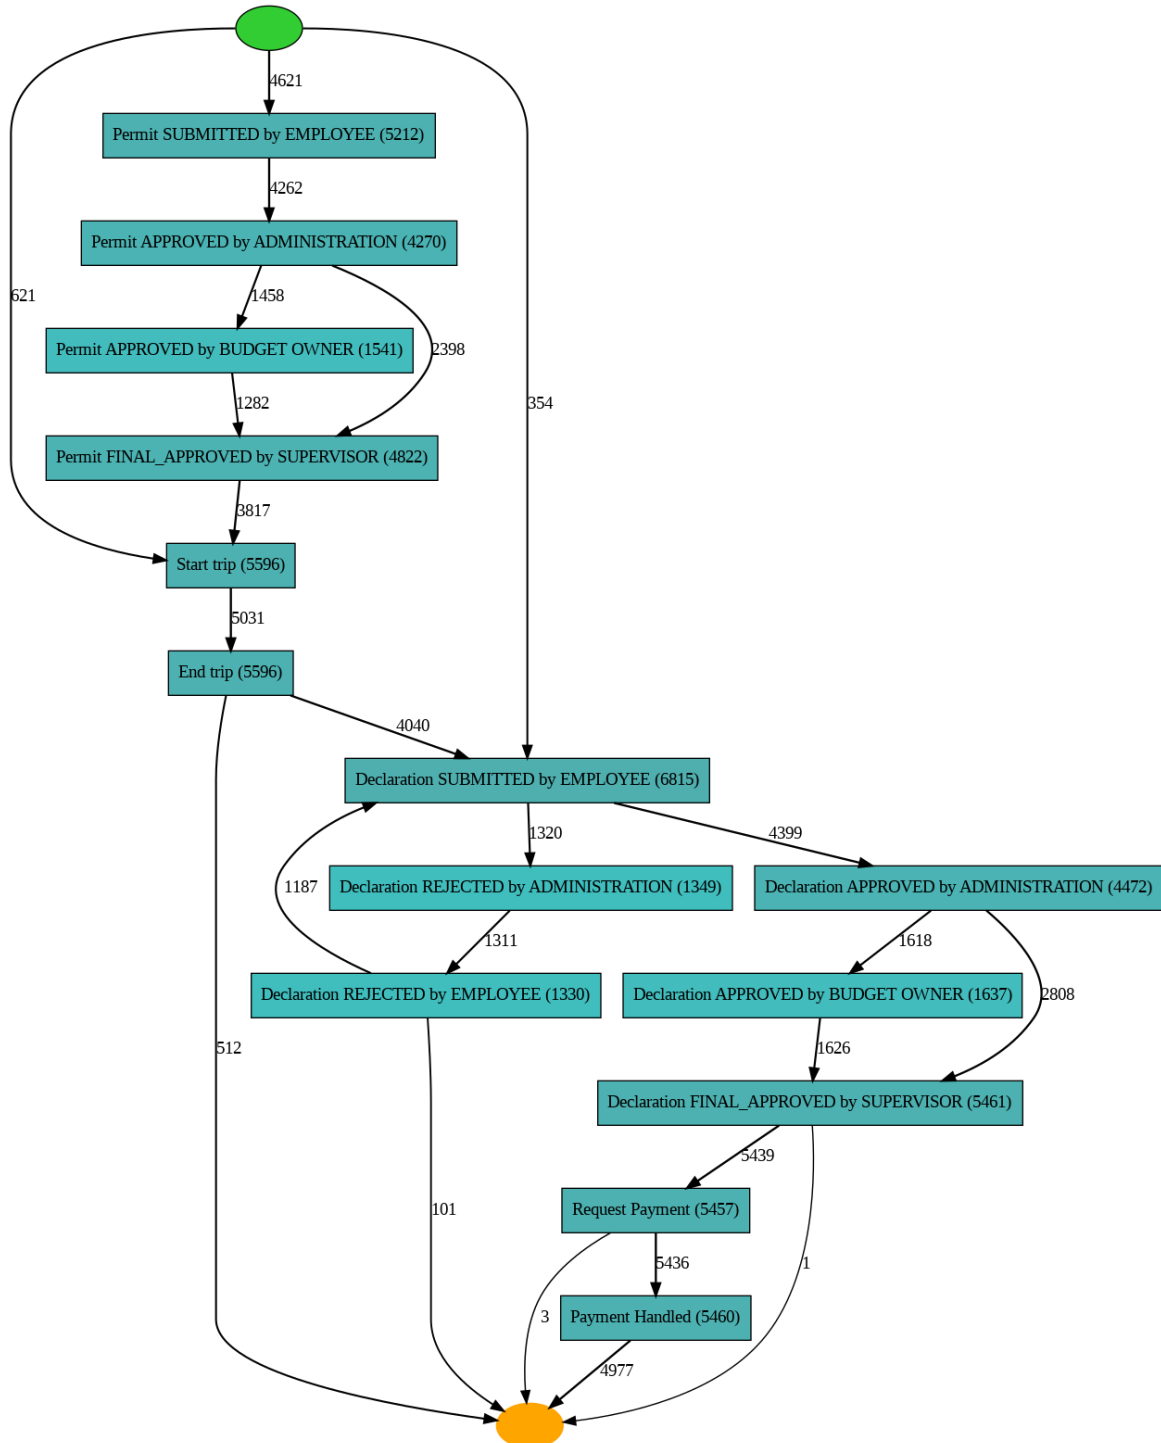 4621
Permit SUBMITTED by EMPLOYEE (5212)
4262
Permit APPROVED by ADMINISTRATION (4270)
621
1458
Permit APPROVED by BUDGET OWNER (1541)
2398
1282
354
Permit FINAL_APPROVED by SUPERVISOR (4822)
3817
Start trip (5596)
5031
End trip (5596)
4040
Declaration SUBMITTED by EMPLOYEE (6815)
1320
4399
1187
Declaration REJECTED by ADMINISTRATION (1349)
Declaration APPROVED by ADMINISTRATION (4472)
1311
1618
Declaration REJECTED by EMPLOYEE (1330)
Declaration APPROVED by BUDGET OWNER (1637)
2808
512
1626
Declaration FINAL_APPROVED by SUPERVISOR (5461)
5439
101
Request Payment (5457)
5436
1
3
Payment Handled (5460)
4977